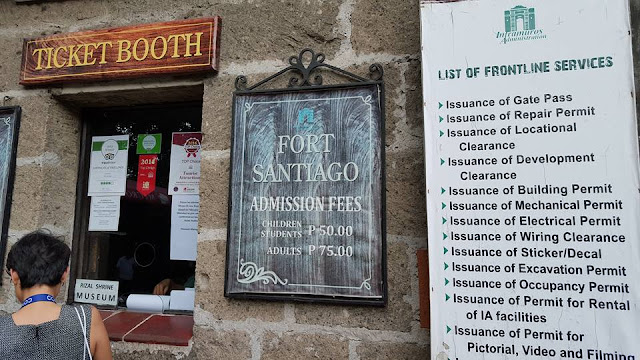 TICKET BOOTH
2014
RIZAL SHRINE
MUSEUM
FORT
SANTIAGO
ADMISSION FEES
CHILDREN
STUDENTS ₱ 50.00
ADULTS ₱ 75.00
Intramuros
Administration
LIST OF FRONTLINE SERVICES
Issuance of Gate Pass
Issuance of Repair Permit
Issuance of Locational
Clearance
Issuance of Development
Clearance
Issuance of Building Permit
Issuance of Mechanical Permit
Issuance of Electrical Permit
Issuance of Wiring Clearance
Issuance of Sticker/Decal
Issuance of Excavation Permit
Issuance of Occupancy Permit
Issuance of Permit for Rental
of IA facilities
Issuance of Permit for
Pictorial, Video and Filming